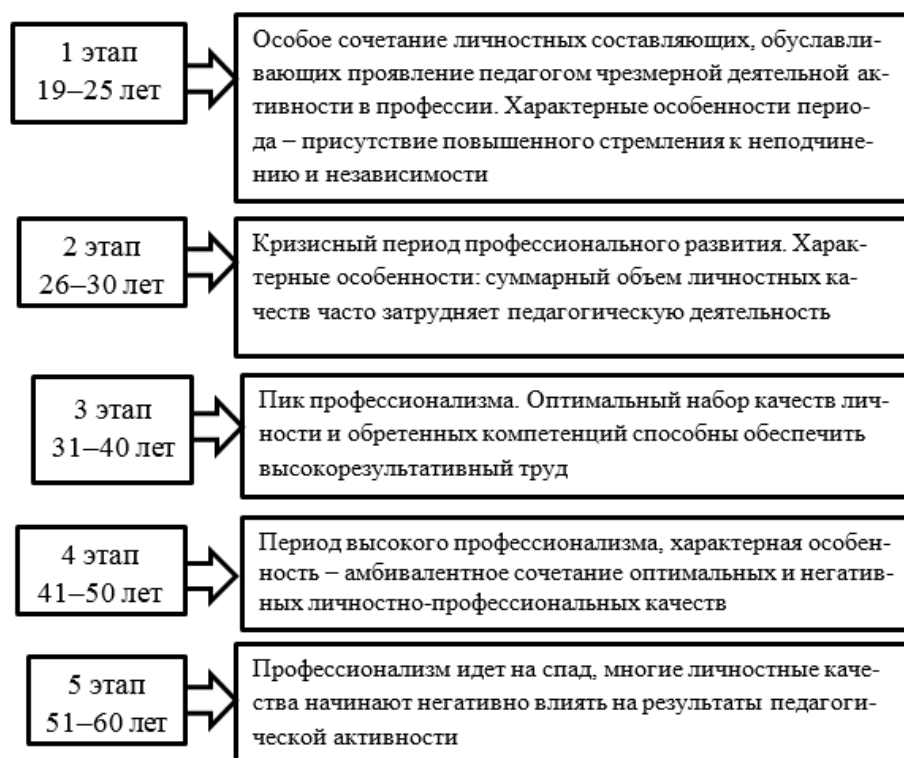 1 этап
19–25 лет
Особое сочетание личностных составляющих, обуславли-
вающих проявление педагогом чрезмерной деятельной ак-
тивности в профессии. Характерные особенности перио-
да – присутствие повышенного стремления к неподчине-
нию и независимости
2 этап
26–30 лет
Кризисный период профессионального развития. Харак-
терные особенности: суммарный объем личностных ка-
честв часто затрудняет педагогическую деятельность
3 этап
31–40 лет
Пик профессионализма. Оптимальный набор качеств лич-
ности и обретенных компетенций способны обеспечить
высокорезультативный труд
4 этап
41–50 лет
Период высокого профессионализма, характерная особен-
ность – амбивалентное сочетание оптимальных и негатив-
ных личностно-профессиональных качеств
5 этап
51–60 лет
Профессионализм идет на спад, многие личностные каче-
ства начинают негативно влиять на результаты педагоги-
ческой активности